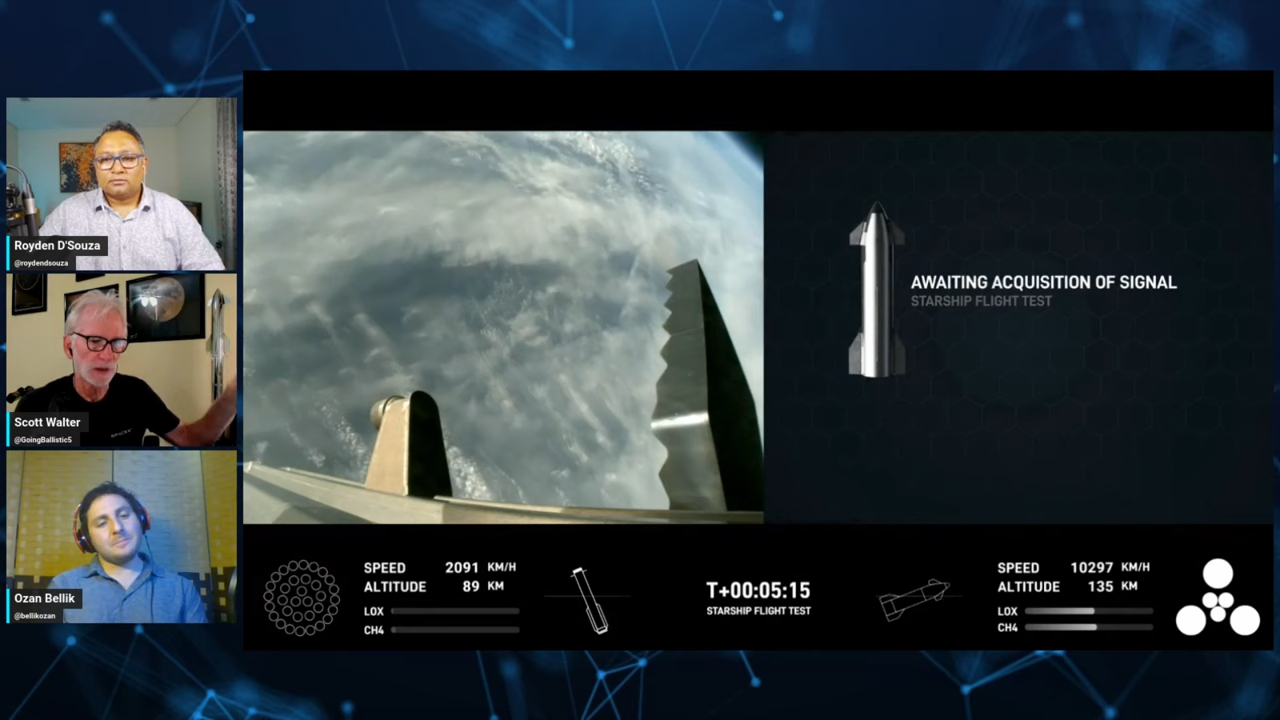 Royden D'Souza
@roydendsouza
Scott Walter
@GoingBallistic5
Ozan Bellik
@bellikozan
AWAITING ACQUISITION OF SIGNAL
STARSHIP FLIGHT TEST
SPEED 2091 KM/H
ALTITUDE 89 KM
LOX
CH4
T+00:05:15
STARSHIP FLIGHT TEST
SPEED 10297 KM/H
ALTITUDE 135 KM
LOX
CH4